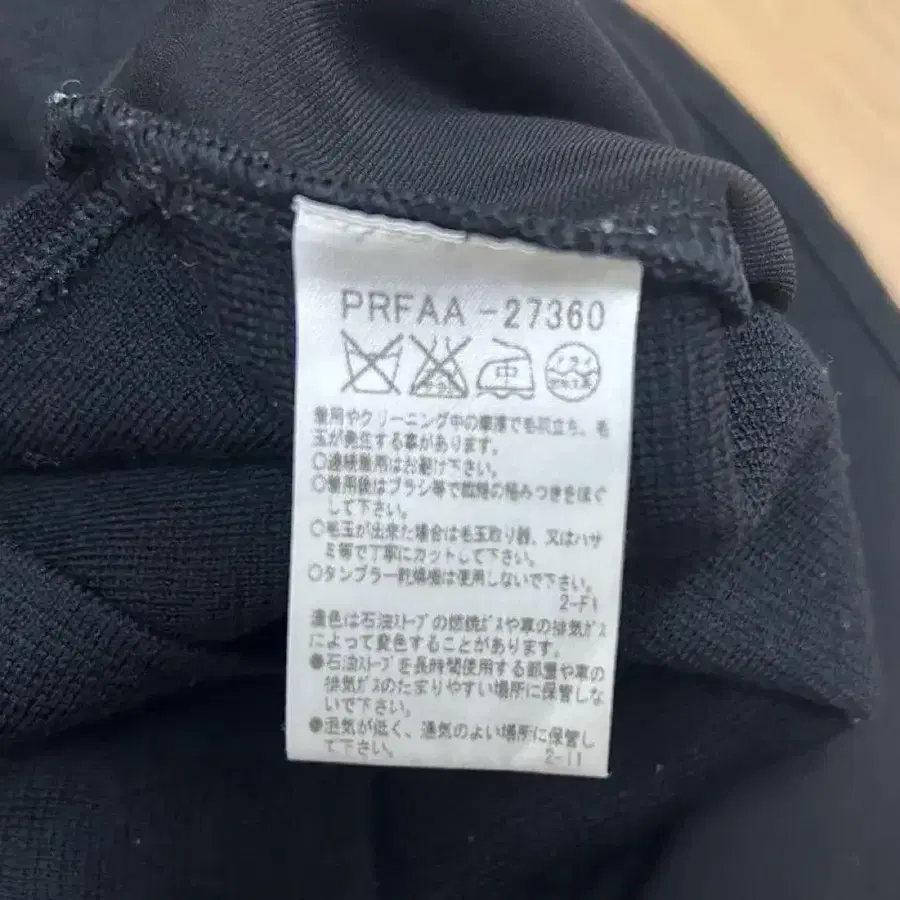 PRFAA-27360
中
ドライ
セキユ系
着用やクリーニング中の摩擦で毛羽立ち、毛
玉が発生する事があります。
○連続着用はお避け下さい。
○着用後はブラシ等で繊維の絡みつきをほぐ
して下さい。
○毛玉が出来た場合は毛玉取り器、又はハサ
ミ等で丁寧にカットして下さい。
○タンブラー乾燥機は使用しないで下さい。
2-F1
濃色は石油ストーブの燃焼ガスや車の排気ガス
によって変色することがあります。
●石油ストーブを長時間使用する部屋や車の
排気ガスのたまりやすい場所に保管しな
いで下さい。
●湿気が低く、通気のよい場所に保管し
て下さい。
2-11